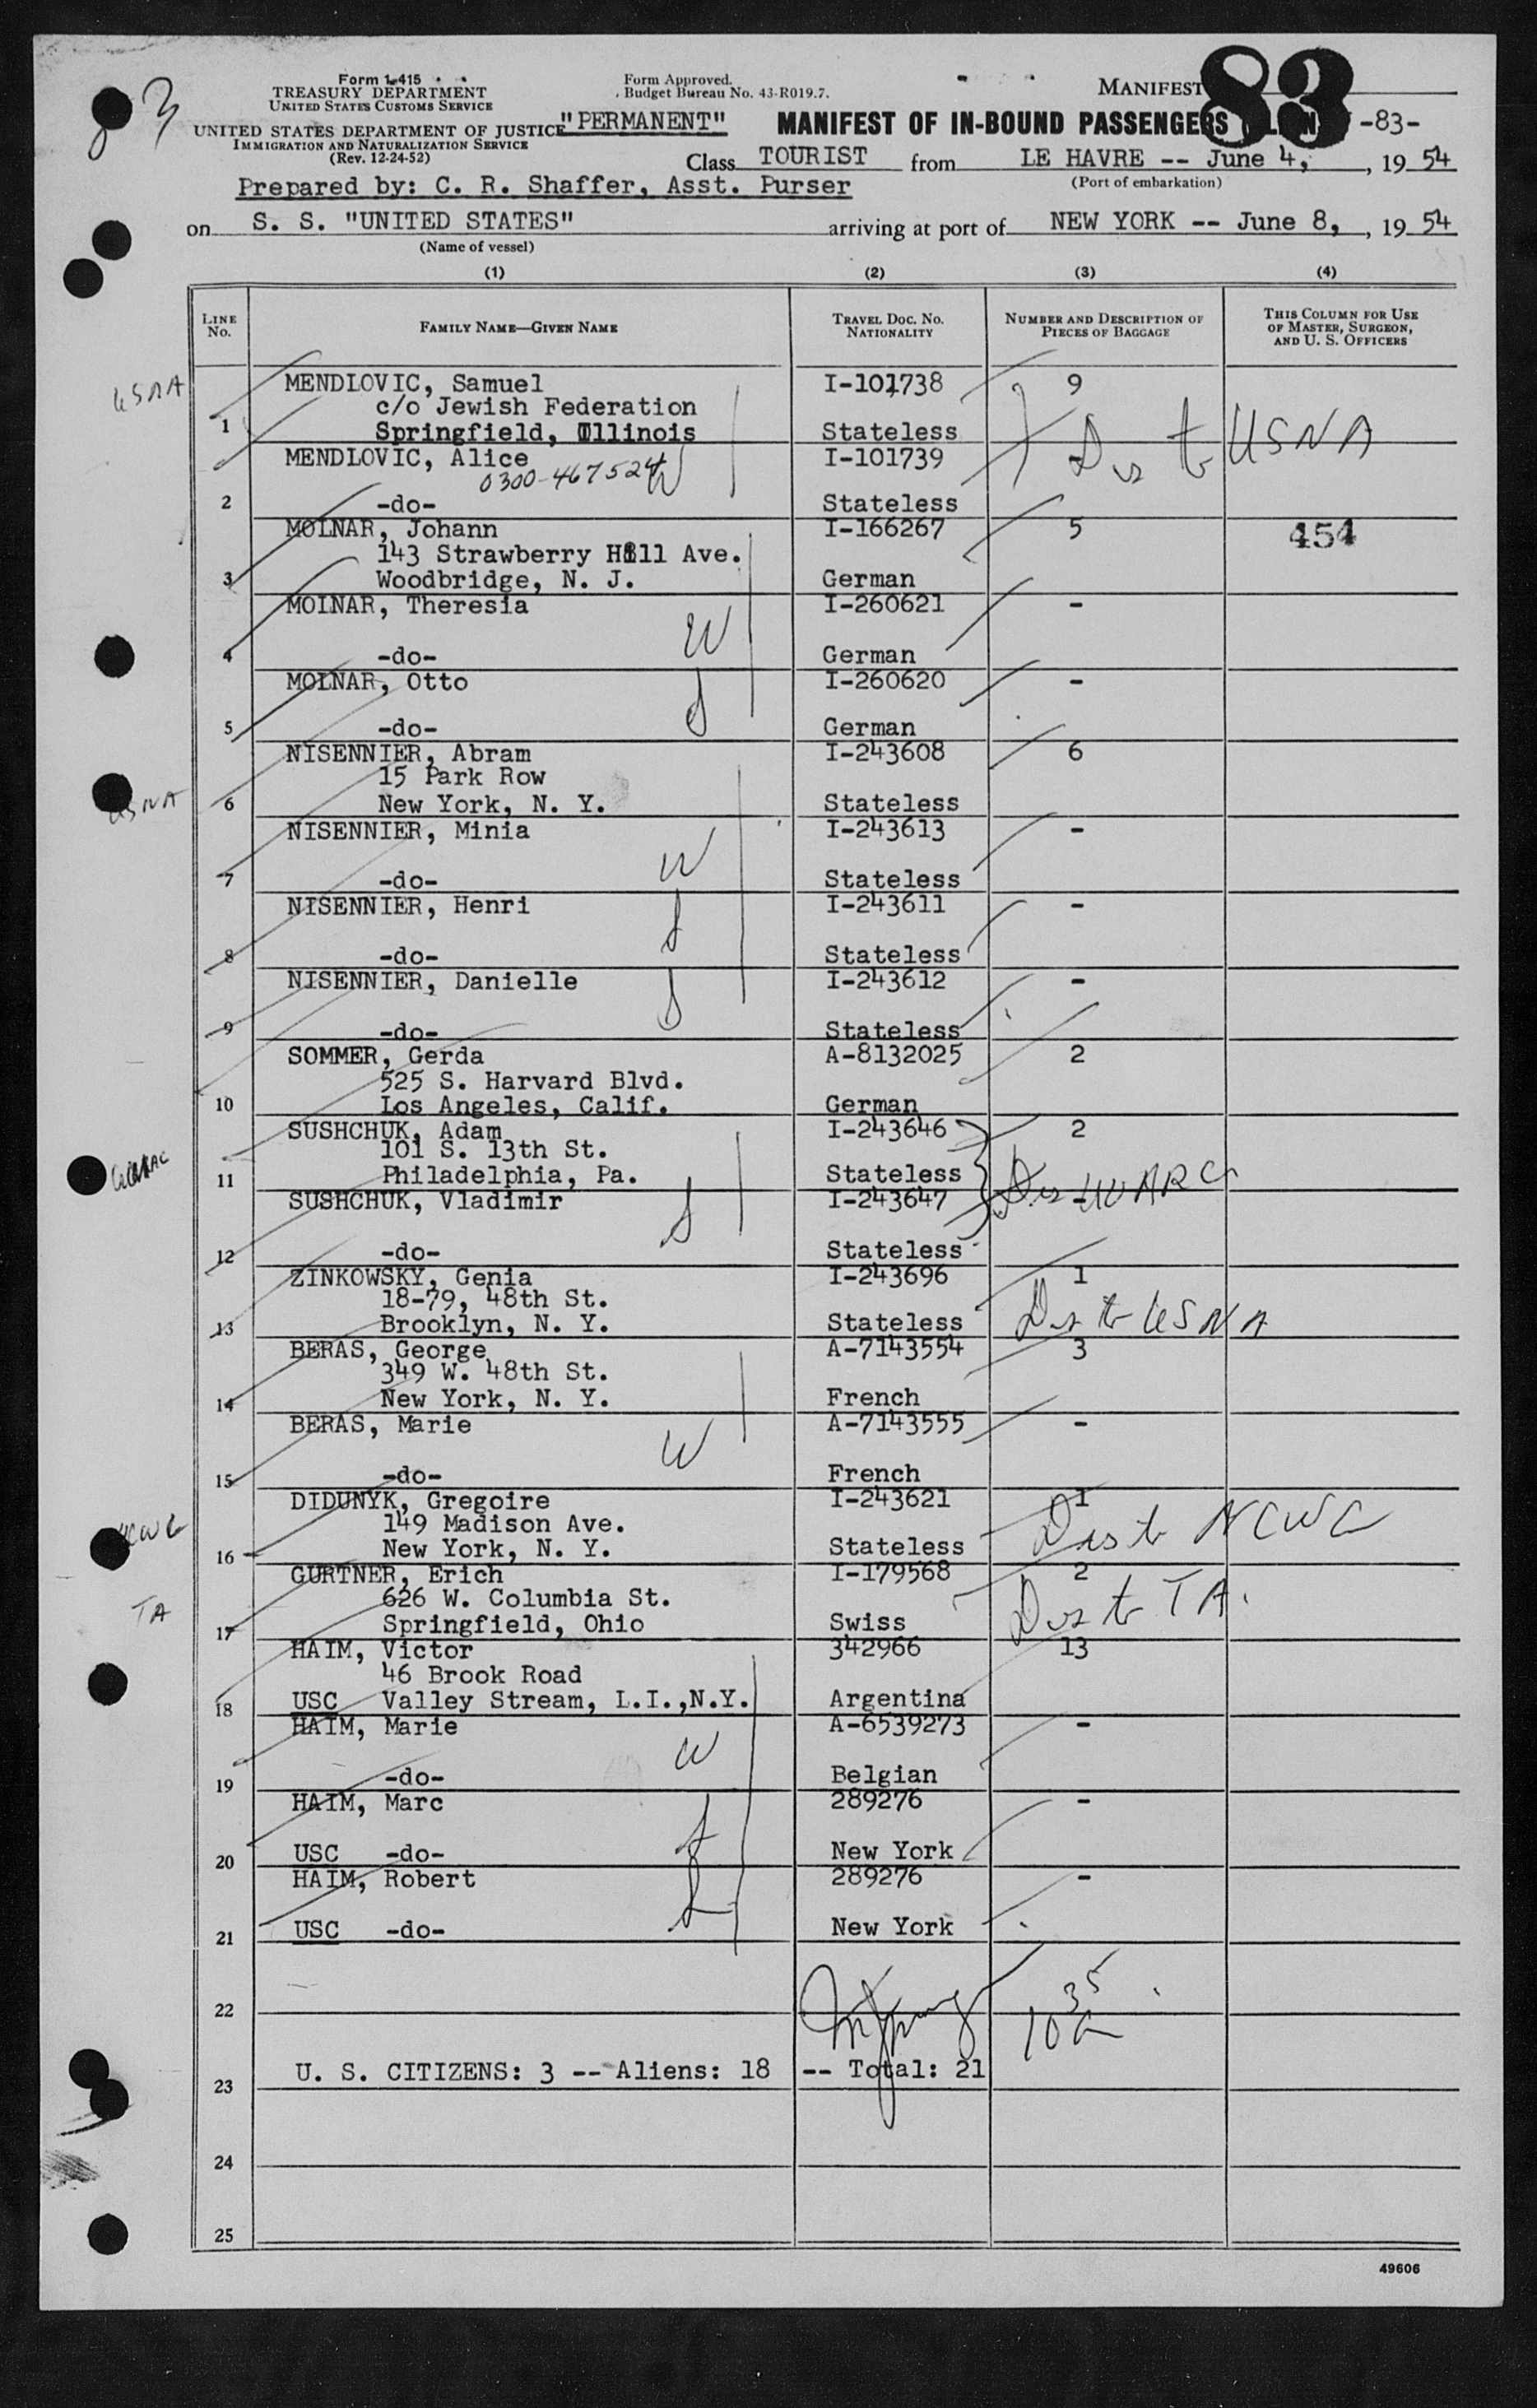 83
Form I-415
TREASURY DEPARTMENT
UNITED STATES CUSTOMS SERVICE
UNITED STATES DEPARTMENT OF JUSTICE
IMMIGRATION AND NATURALIZATION SERVICE
(Rev. 12-24-52)
Form Approved.
Budget Bureau No. 43-R019.7.
"PERMANENT"
MANIFEST 83
MANIFEST OF IN-BOUND PASSENGERS -83-
Class TOURIST from LE HAVRE -- June 4, , 19 54
(Port of embarkation)
Prepared by: C. R. Shaffer, Asst. Purser
on S. S. "UNITED STATES" arriving at port of NEW YORK -- June 8, , 19 54
(Name of vessel)
(1) (2) (3) (4)
LINE No. FAMILY NAME—GIVEN NAME TRAVEL DOC. NO. NATIONALITY NUMBER AND DESCRIPTION OF PIECES OF BAGGAGE THIS COLUMN FOR USE OF MASTER, SURGEON, AND U. S. OFFICERS
USNA
MENDLOVIC, Samuel I-101738 9
c/o Jewish Federation
1 Springfield, Illinois Stateless
MENDLOVIC, Alice I-101739 - USNA
0300-467524 W
2 -do- Stateless
MOLNAR, Johann I-166267 5 454
143 Strawberry Hill Ave.
3 Woodbridge, N. J. German
MOLNAR, Theresia I-260621 -
W
4 -do- German
MOLNAR, Otto I-260620 -
5 -do- German
NISENNIER, Abram I-243608 6
15 Park Row
USNA 6 New York, N. Y. Stateless
NISENNIER, Minia I-243613 -
W
7 -do- Stateless
NISENNIER, Henri I-243611 -
8 -do- Stateless
NISENNIER, Danielle I-243612 -
9 -do- Stateless
SOMMER, Gerda A-8132025 2
525 S. Harvard Blvd.
10 Los Angeles, Calif. German
SUSHCHUK, Adam I-243646 2
101 S. 13th St.
11 Philadelphia, Pa. Stateless
SUSHCHUK, Vladimir I-243647 -
12 -do- Stateless
ZINKOWSKY, Genia I-243696 1
18-79, 48th St.
13 Brooklyn, N. Y. Stateless USNA
BERAS, George A-7143554 3
349 W. 48th St.
14 New York, N. Y. French
BERAS, Marie A-7143555 -
W
15 -do- French
DIDUNYK, Gregoire I-243621 1
149 Madison Ave. NCWC
NCWC 16 New York, N. Y. Stateless
GURTNER, Erich I-179568 2
626 W. Columbia St. TA
TA 17 Springfield, Ohio Swiss
HAIM, Victor 342966 13
46 Brook Road
18 USC Valley Stream, L.I.,N.Y. Argentina
HAIM, Marie A-6539273 -
W
19 -do- Belgian
HAIM, Marc 289276 -
20 USC -do- New York
HAIM, Robert 289276 -
21 USC -do- New York
22 10 35
23 U. S. CITIZENS: 3 -- Aliens: 18 -- Total: 21
24
25
49606